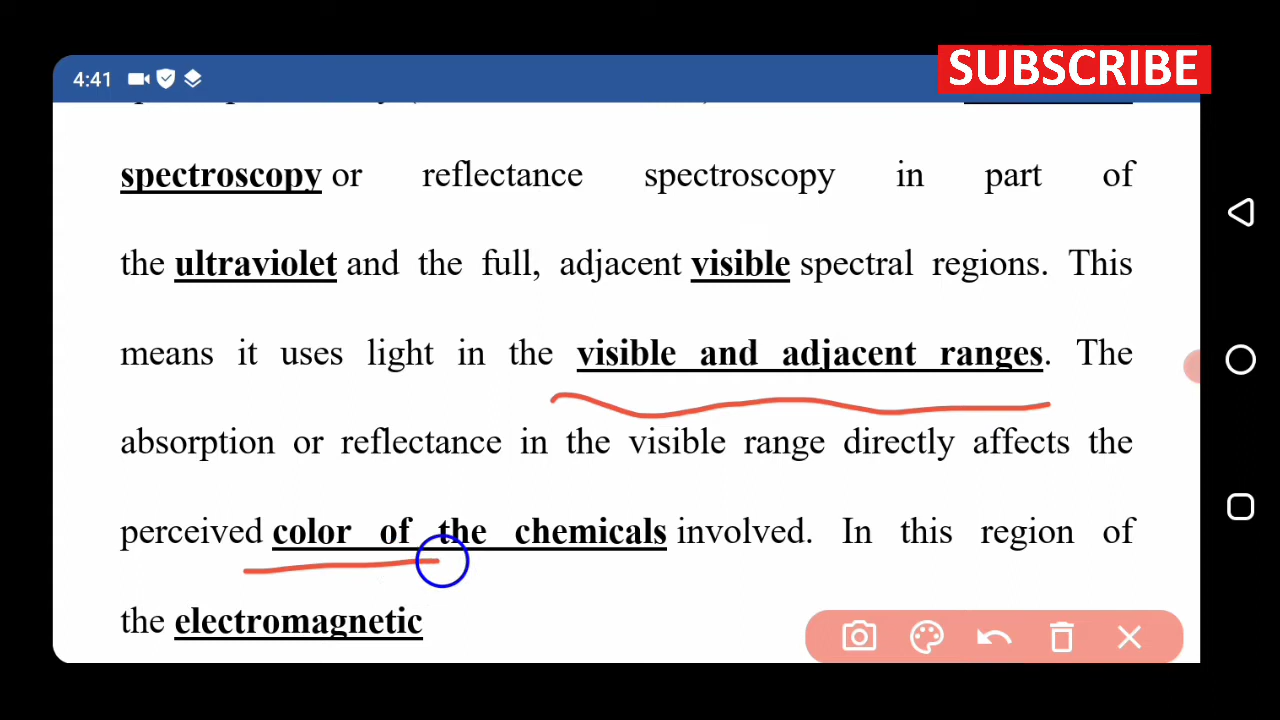 4:41
SUBSCRIBE
spectroscopy or reflectance spectroscopy in part of
the ultraviolet and the full, adjacent visible spectral regions. This
means it uses light in the visible and adjacent ranges. The
absorption or reflectance in the visible range directly affects the
perceived color of the chemicals involved. In this region of
the electromagnetic